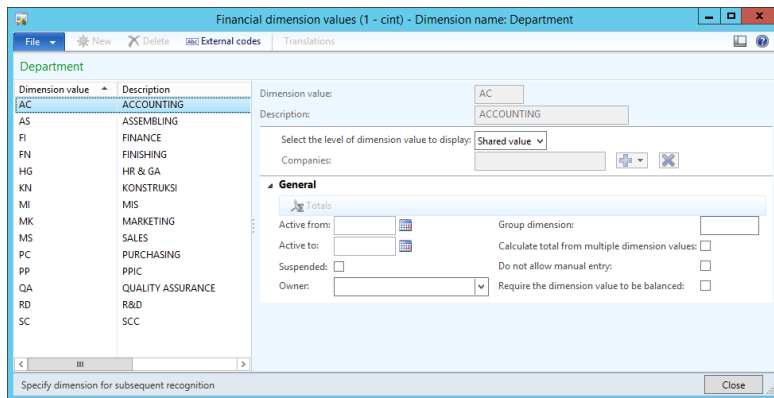 Financial dimension values (1 - cint) - Dimension name: Department
File New Delete Abc External codes Translations
Department
Dimension value Description
AC ACCOUNTING
AS ASSEMBLING
FI FINANCE
FN FINISHING
HG HR & GA
KN KONSTRUKSI
MI MIS
MK MARKETING
MS SALES
PC PURCHASING
PP PPIC
QA QUALITY ASSURANCE
RD R&D
SC SCC
Dimension value: AC
Description: ACCOUNTING
Select the level of dimension value to display: Shared value
Companies:
General
Totals
Active from: Group dimension:
Active to: Calculate total from multiple dimension values:
Suspended: Do not allow manual entry:
Owner: Require the dimension value to be balanced:
Specify dimension for subsequent recognition Close